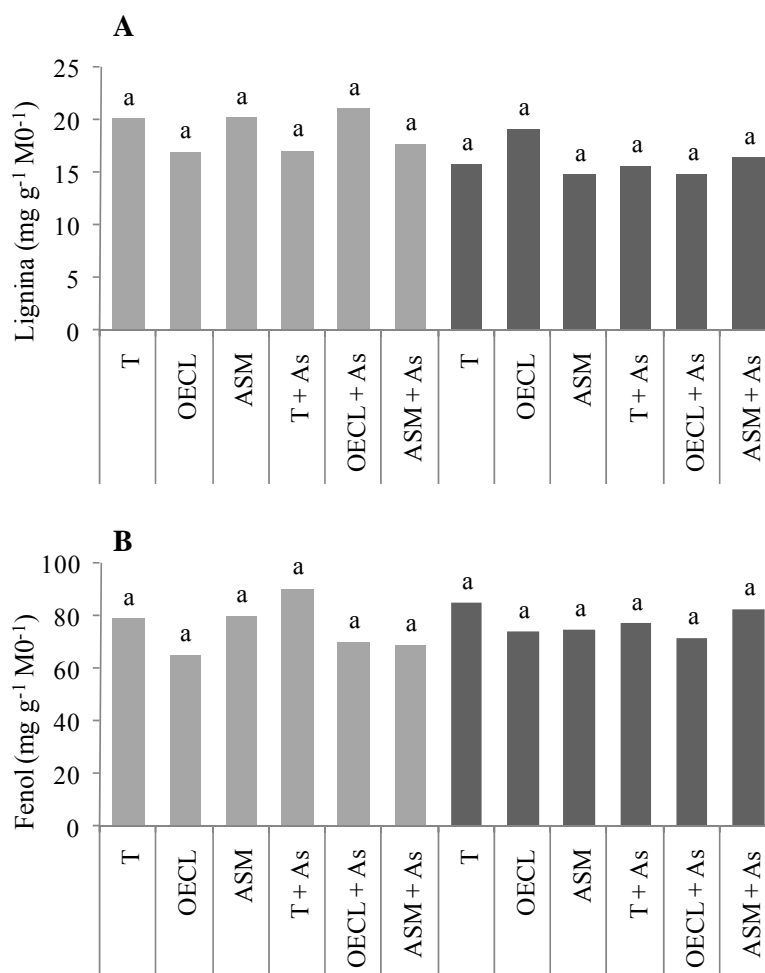 A
Lignina (mg g-1 M0-1)
25
20
15
10
5
0
a a a a a a a a a a a a
T OECL ASM T + As OECL + As ASM + As T OECL ASM T + As OECL + As ASM + As
B
Fenol (mg g-1 M0-1)
100
80
60
40
20
0
a a a a a a a a a a a a
T OECL ASM T + As OECL + As ASM + As T OECL ASM T + As OECL + As ASM + As